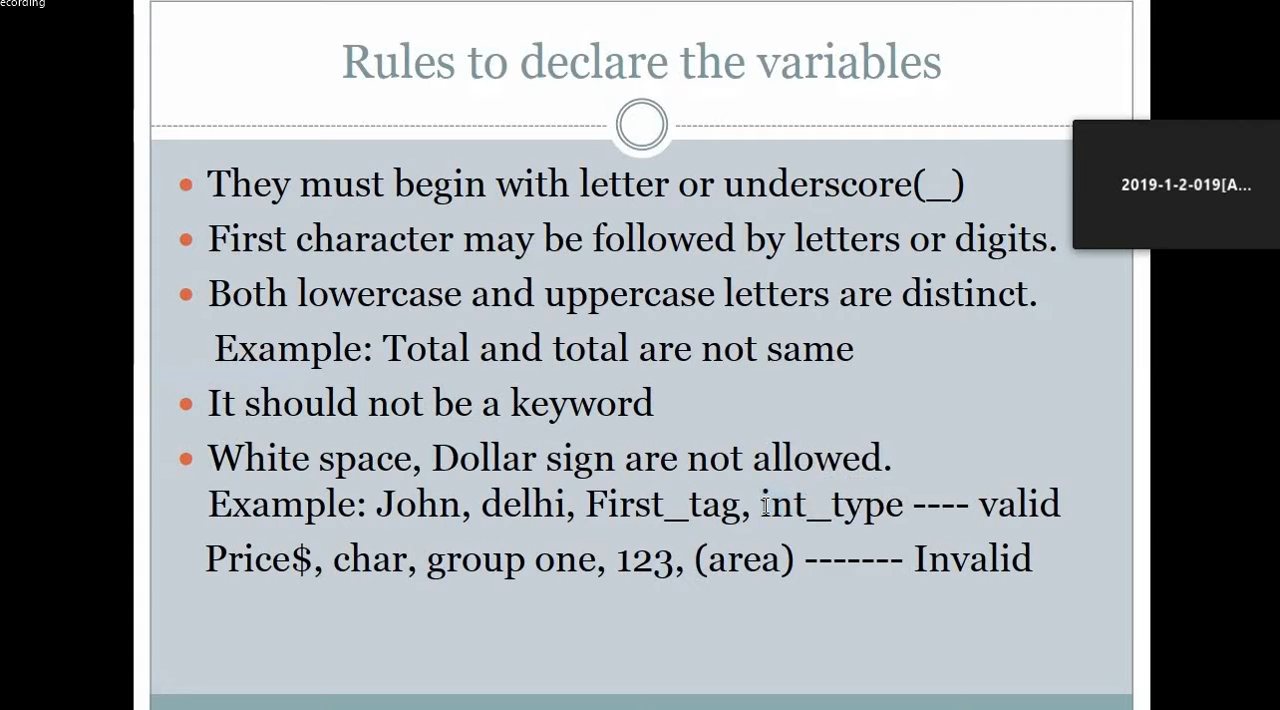 ecording
Rules to declare the variables
2019-1-2-019[A...
They must begin with letter or underscore(_)
First character may be followed by letters or digits.
Both lowercase and uppercase letters are distinct.
Example: Total and total are not same
It should not be a keyword
White space, Dollar sign are not allowed.
Example: John, delhi, First_tag, int_type ---- valid
Price$, char, group one, 123, (area) ------- Invalid